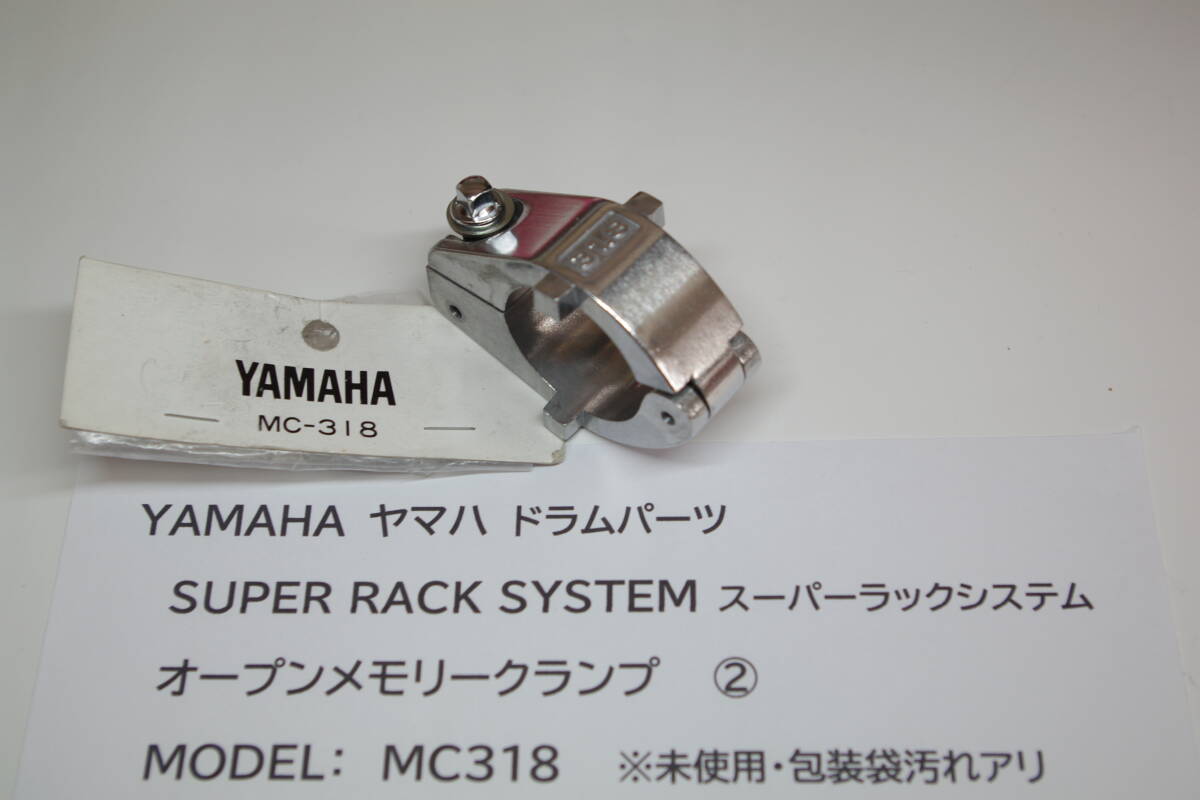 YAMAHA
MC-318
YAMAHA ヤマハ ドラムパーツ
SUPER RACK SYSTEM スーパーラックシステム
オープンメモリークランプ ②
MODEL: MC318 ※未使用・包装袋汚れアリ